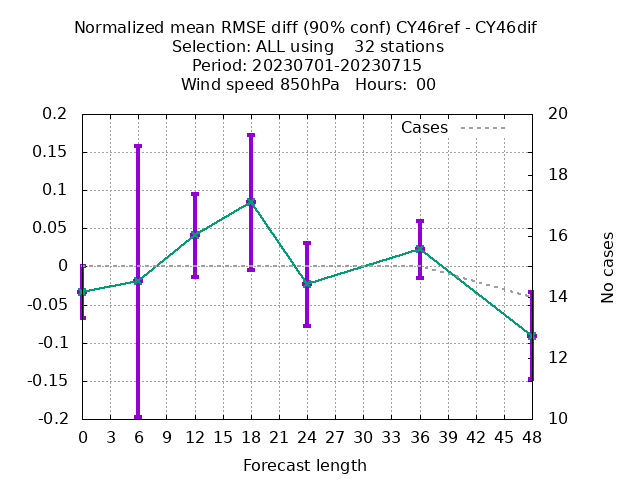 Normalized mean RMSE diff (90% conf) CY46ref - CY46dif
Selection: ALL using    32 stations
Period: 20230701-20230715
Wind speed 850hPa   Hours:  00
Cases
0.2
0.15
0.1
0.05
0
-0.05
-0.1
-0.15
-0.2
20
18
16
14
12
10
No cases
0 3 6 9 12 15 18 21 24 27 30 33 36 39 42 45 48
Forecast length